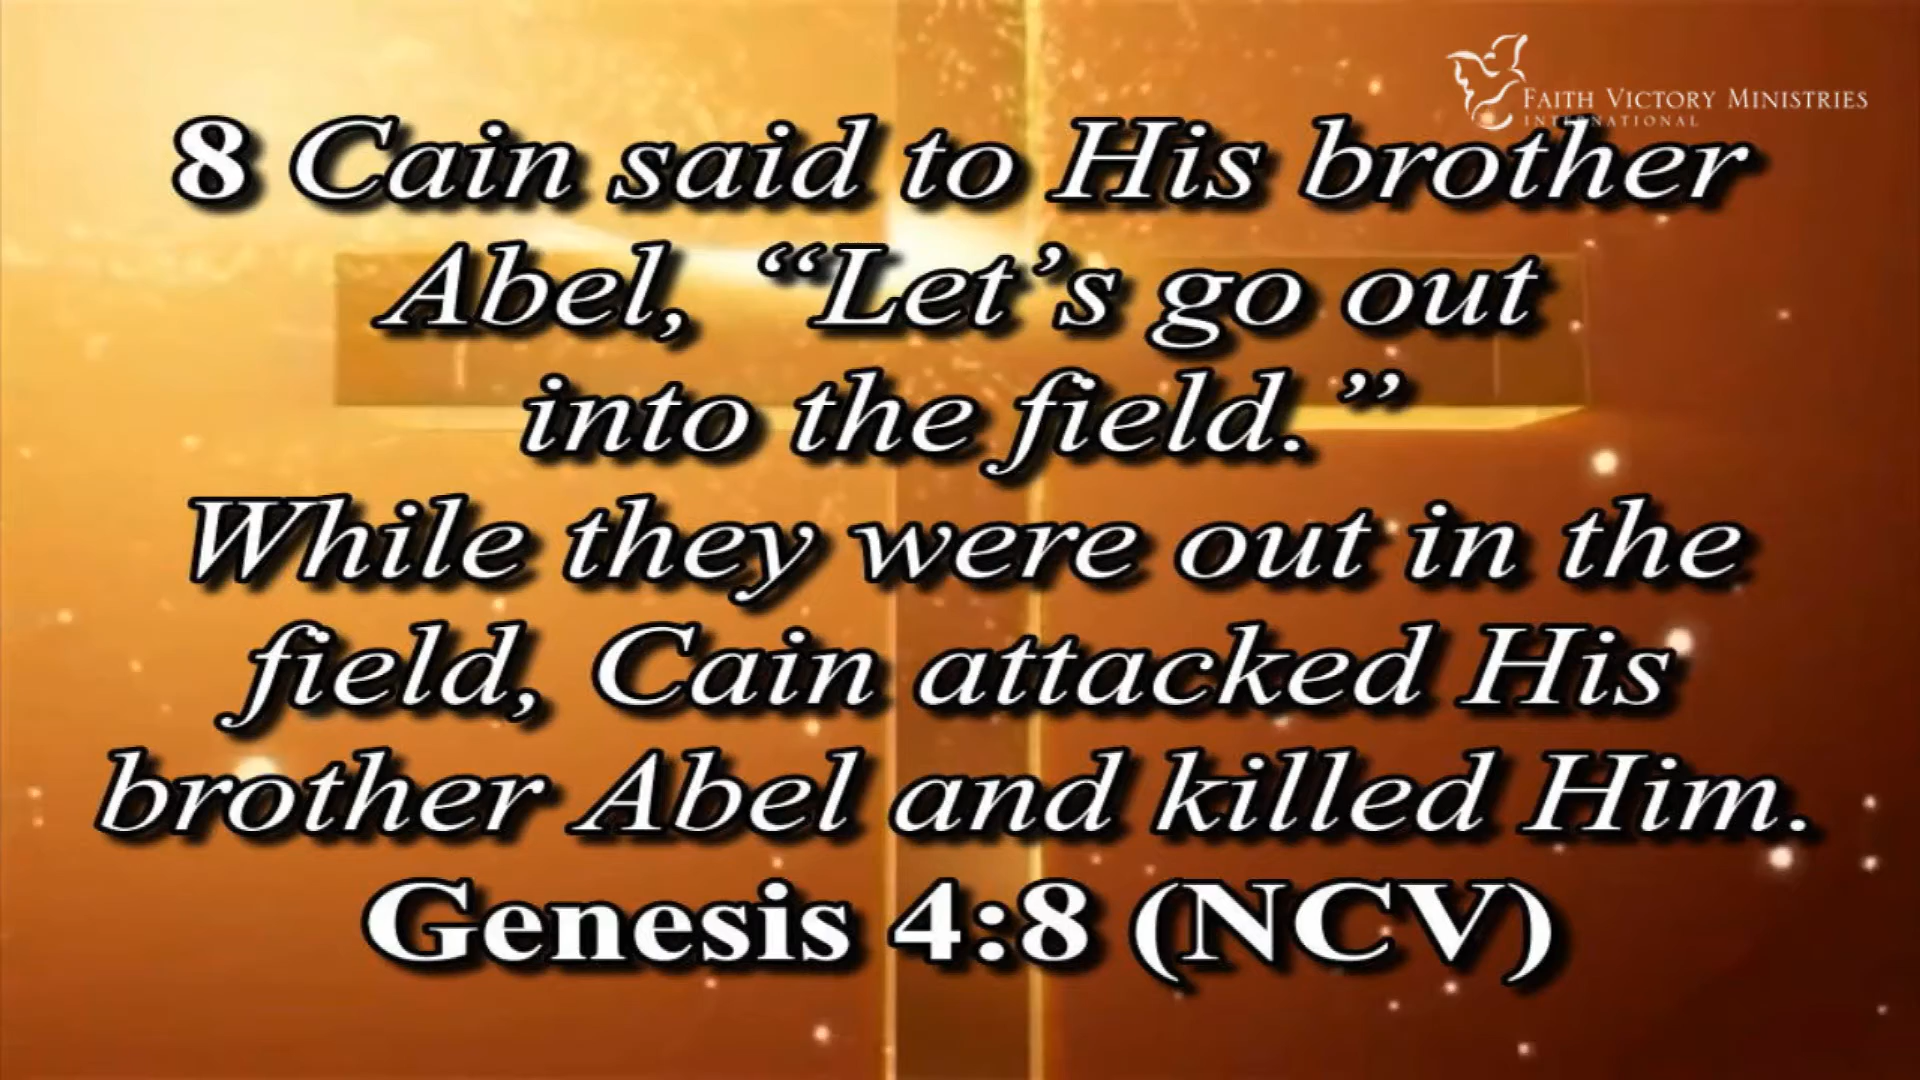 FAITH VICTORY MINISTRIES
INTERNATIONAL
8 Cain said to His brother
Abel, “Let’s go out
into the field.”
While they were out in the
field, Cain attacked His
brother Abel and killed Him.
Genesis 4:8 (NCV)